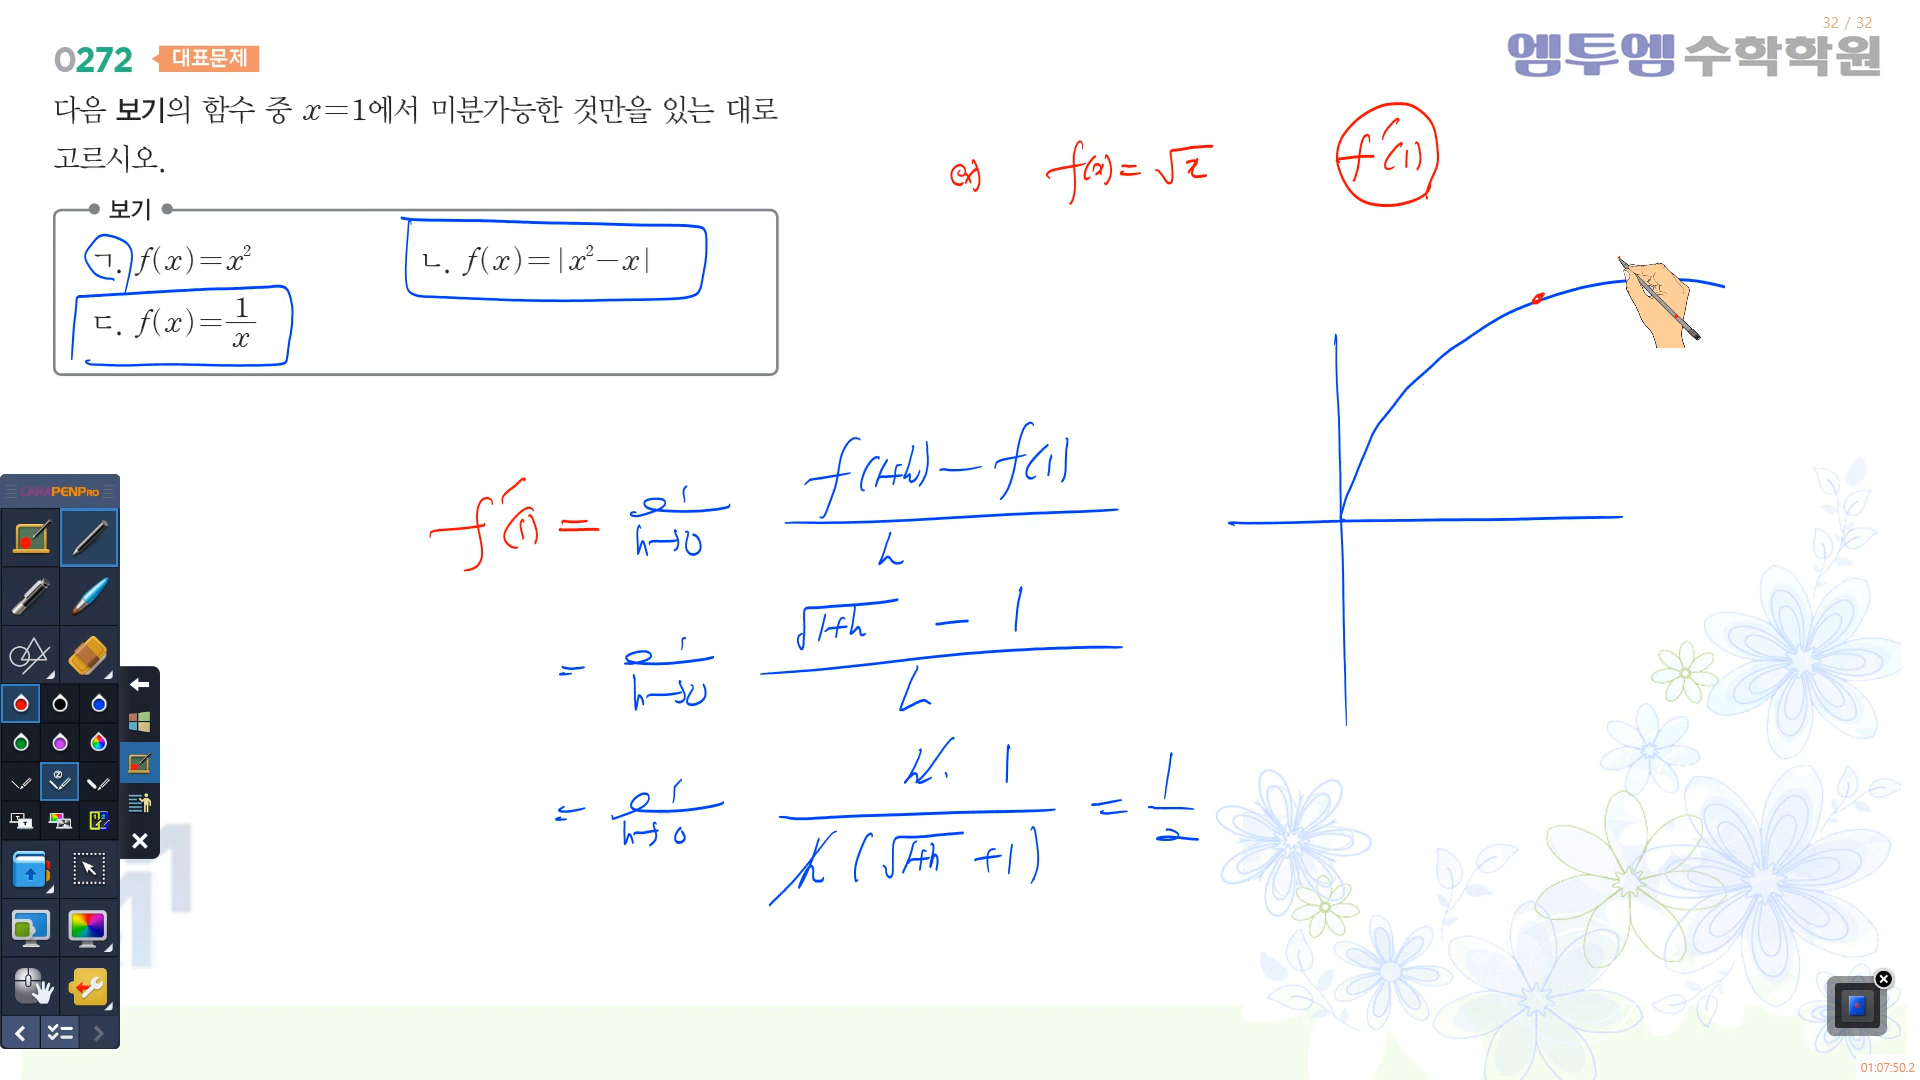 32 / 32
엠투엠 수학학원
0272 대표문제
다음 보기의 함수 중 x=1에서 미분가능한 것만을 있는 대로
고르시오.
보기
ㄱ. f(x)=x²
ㄴ. f(x)=|x²-x|
ㄷ. f(x)=1/x
ex) f(x)=√x f'(1)
f'(1) = lim h→0 (f(1+h) - f(1))/h
= lim h→0 (√(1+h) - 1)/h
= lim h→0 (h · 1)/(h(√(1+h) + 1)) = 1/2
CARAPENPRO
②
01:07:50.2